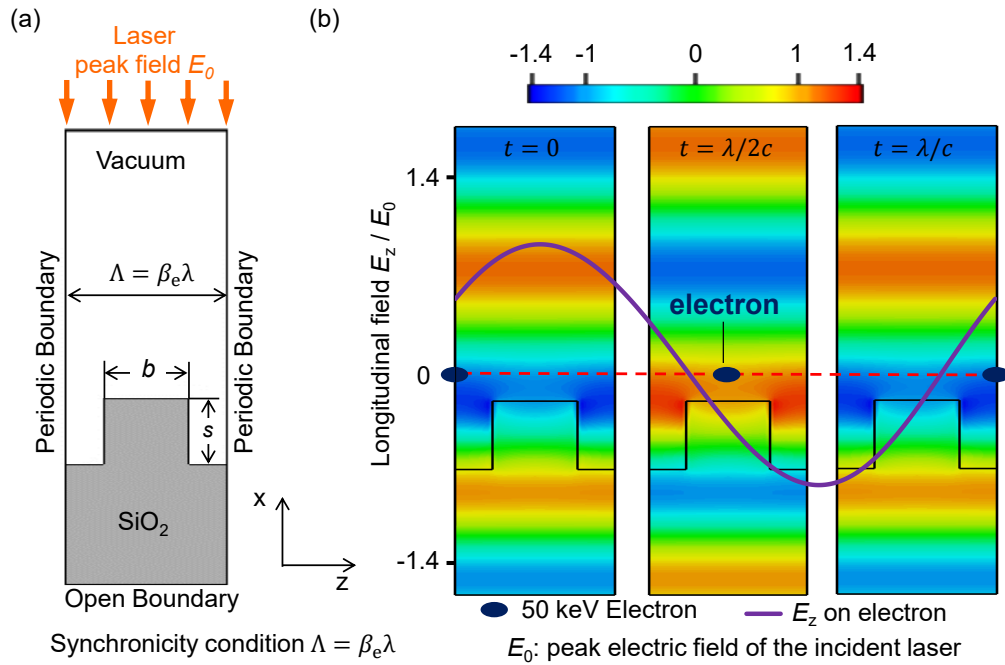 (a)
Laser
peak field E₀
Vacuum
Λ = βₑλ
Periodic Boundary
Periodic Boundary
b
s
SiO₂
Open Boundary
x
z
Synchronicity condition Λ = βₑλ
(b)
-1.4 -1 0 1 1.4
t = 0
t = λ/2c
t = λ/c
Longitudinal field E_z / E₀
1.4
0
-1.4
electron
50 keV Electron
E_z on electron
E₀: peak electric field of the incident laser